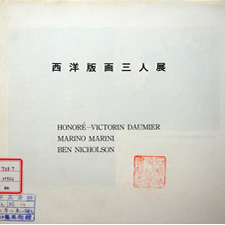 西洋版画三人展
HONORÉ-VICTORIN DAUMIER
MARINO MARINI
BEN NICHOLSON